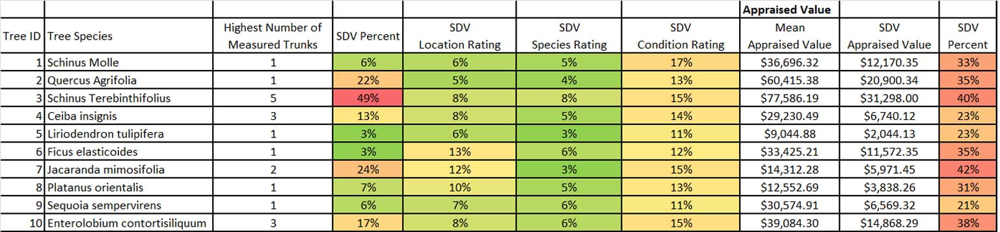 Appraised Value
Tree ID Tree Species Highest Number of Measured Trunks SDV Percent SDV Location Rating SDV Species Rating SDV Condition Rating Mean Appraised Value SDV Appraised Value SDV Percent
1 Schinus Molle 1 6% 6% 5% 17% $36,696.32 $12,170.35 33%
2 Quercus Agrifolia 1 22% 5% 4% 13% $60,415.38 $20,900.34 35%
3 Schinus Terebinthifolius 5 49% 8% 8% 15% $77,586.19 $31,298.00 40%
4 Ceiba insignis 3 13% 8% 5% 14% $29,230.49 $6,740.12 23%
5 Liriodendron tulipifera 1 3% 6% 3% 11% $9,044.88 $2,044.13 23%
6 Ficus elasticoides 1 3% 13% 6% 12% $33,425.21 $11,572.35 35%
7 Jacaranda mimosifolia 2 24% 12% 3% 15% $14,312.28 $5,971.45 42%
8 Platanus orientalis 1 7% 10% 5% 13% $12,552.69 $3,838.26 31%
9 Sequoia sempervirens 1 6% 7% 6% 11% $30,574.91 $6,569.32 21%
10 Enterolobium contortisiliquum 3 17% 8% 6% 15% $39,084.30 $14,868.29 38%